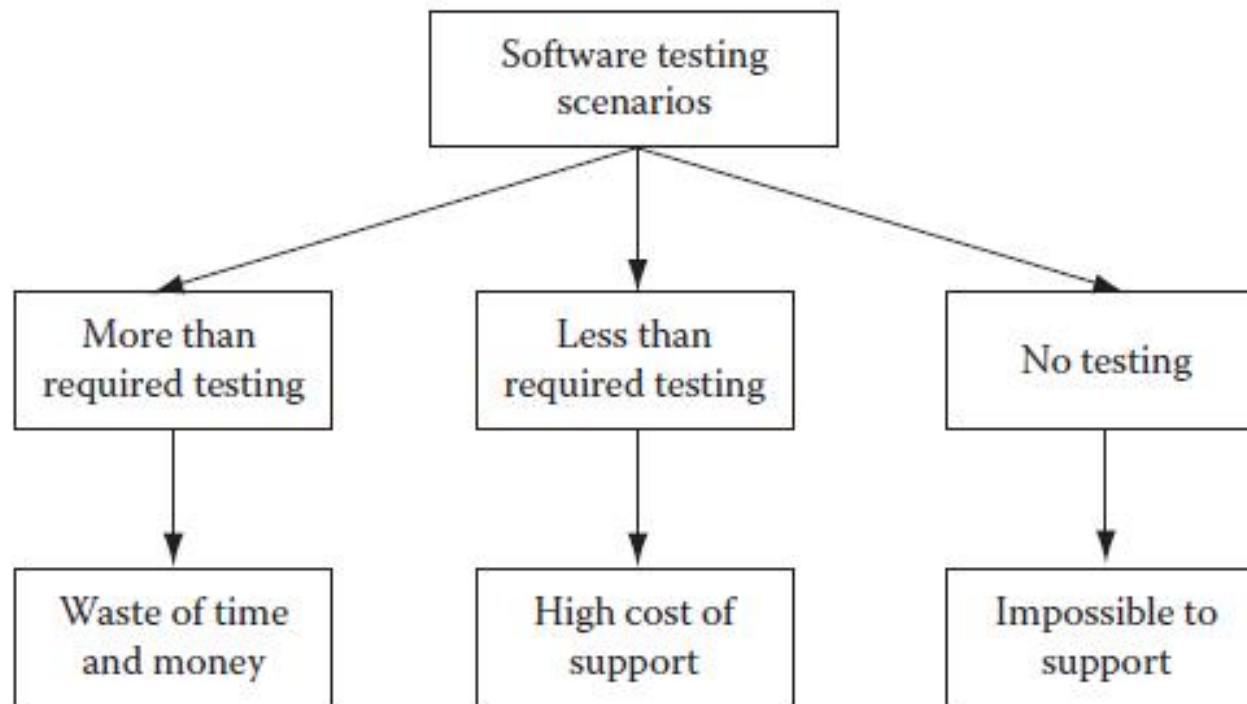 Software testing
scenarios
More than
required testing
Less than
required testing
No testing
Waste of time
and money
High cost of
support
Impossible to
support